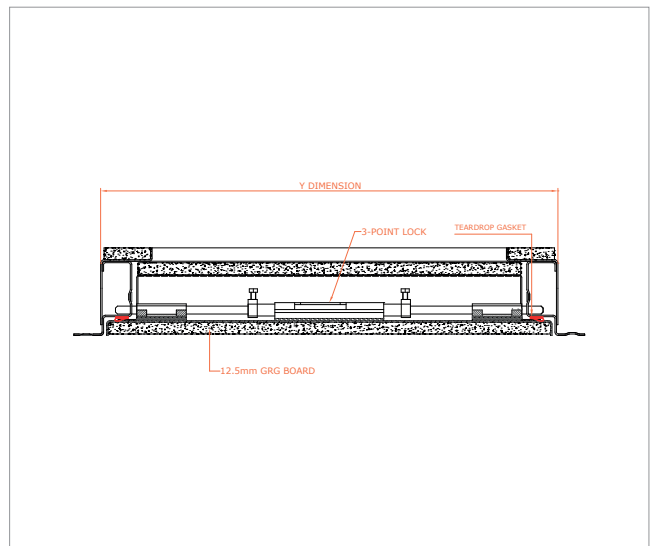 Y DIMENSION
TEARDROP GASKET
3-POINT LOCK
12.5mm GRG BOARD